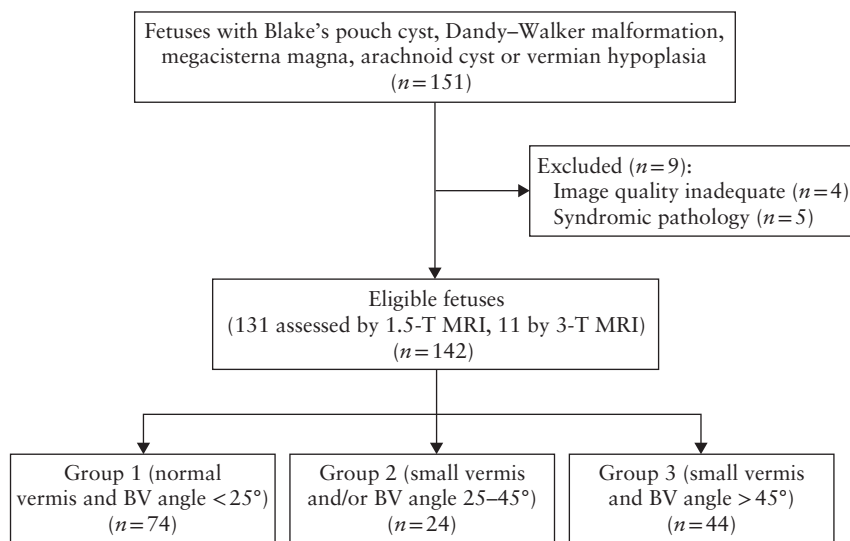 Fetuses with Blake's pouch cyst, Dandy–Walker malformation,
megacisterna magna, arachnoid cyst or vermian hypoplasia
(n=151)
Excluded (n=9):
Image quality inadequate (n=4)
Syndromic pathology (n=5)
Eligible fetuses
(131 assessed by 1.5-T MRI, 11 by 3-T MRI)
(n=142)
Group 1 (normal
vermis and BV angle <25°)
(n=74)
Group 2 (small vermis
and/or BV angle 25–45°)
(n=24)
Group 3 (small vermis
and BV angle >45°)
(n=44)